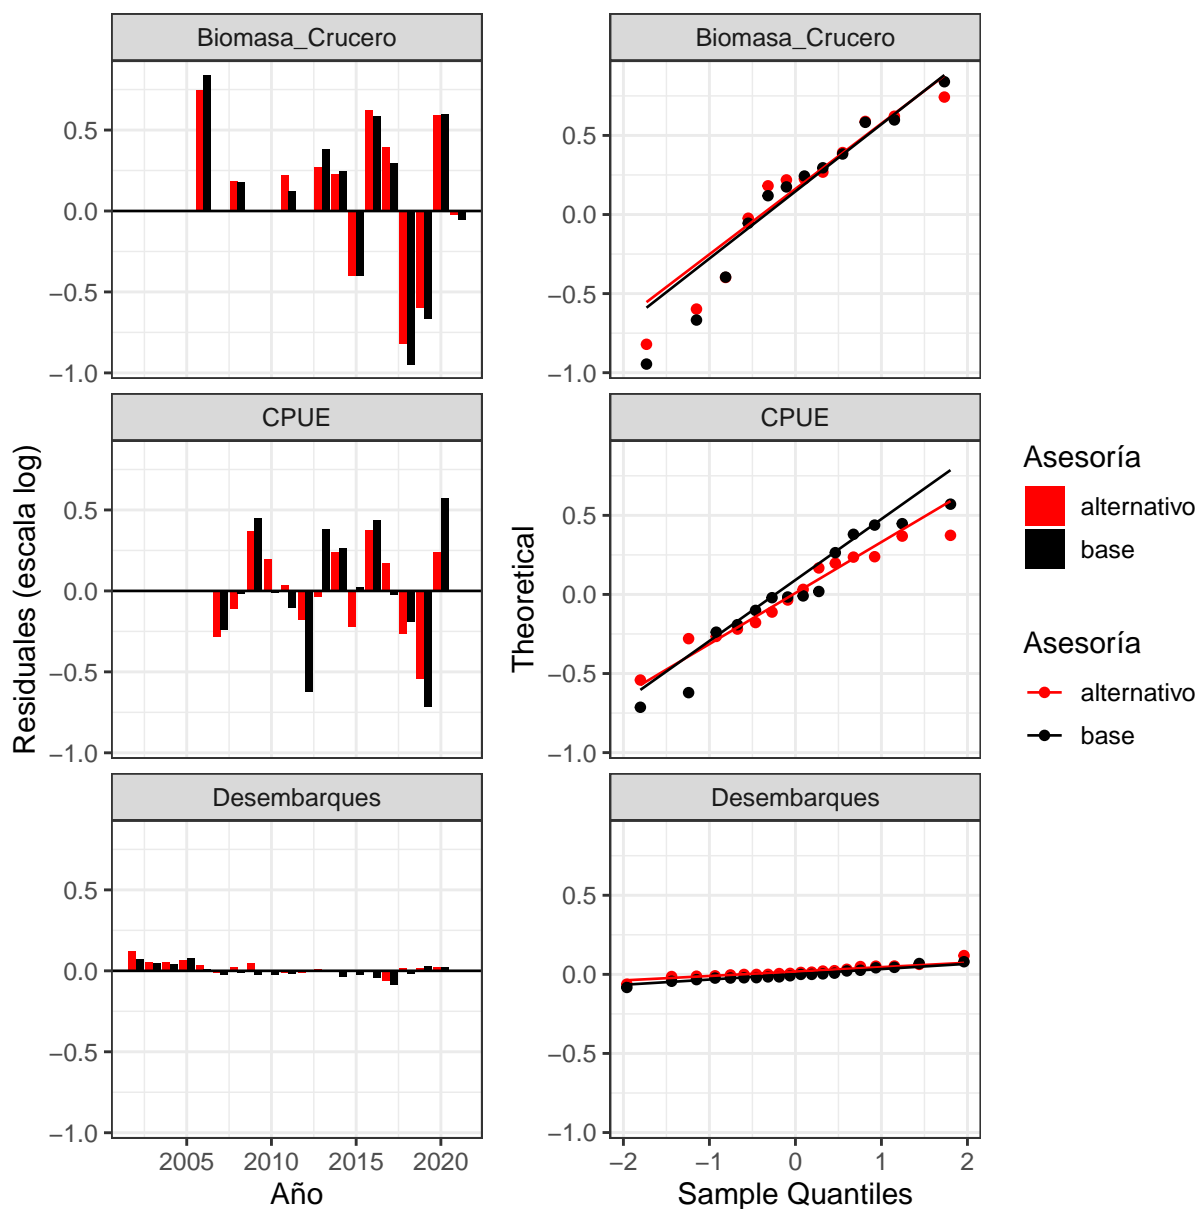 Biomasa_Crucero
Biomasa_Crucero
0.5
0.0
−0.5
−1.0
0.5
0.0
−0.5
−1.0
CPUE
CPUE
0.5
0.0
−0.5
−1.0
0.5
0.0
−0.5
−1.0
Desembarques
Desembarques
0.5
0.0
−0.5
−1.0
0.5
0.0
−0.5
−1.0
2005 2010 2015 2020
−2 −1 0 1 2
Año
Sample Quantiles
Residuales (escala log)
Theoretical
Asesoría
alternativo
base
Asesoría
alternativo
base